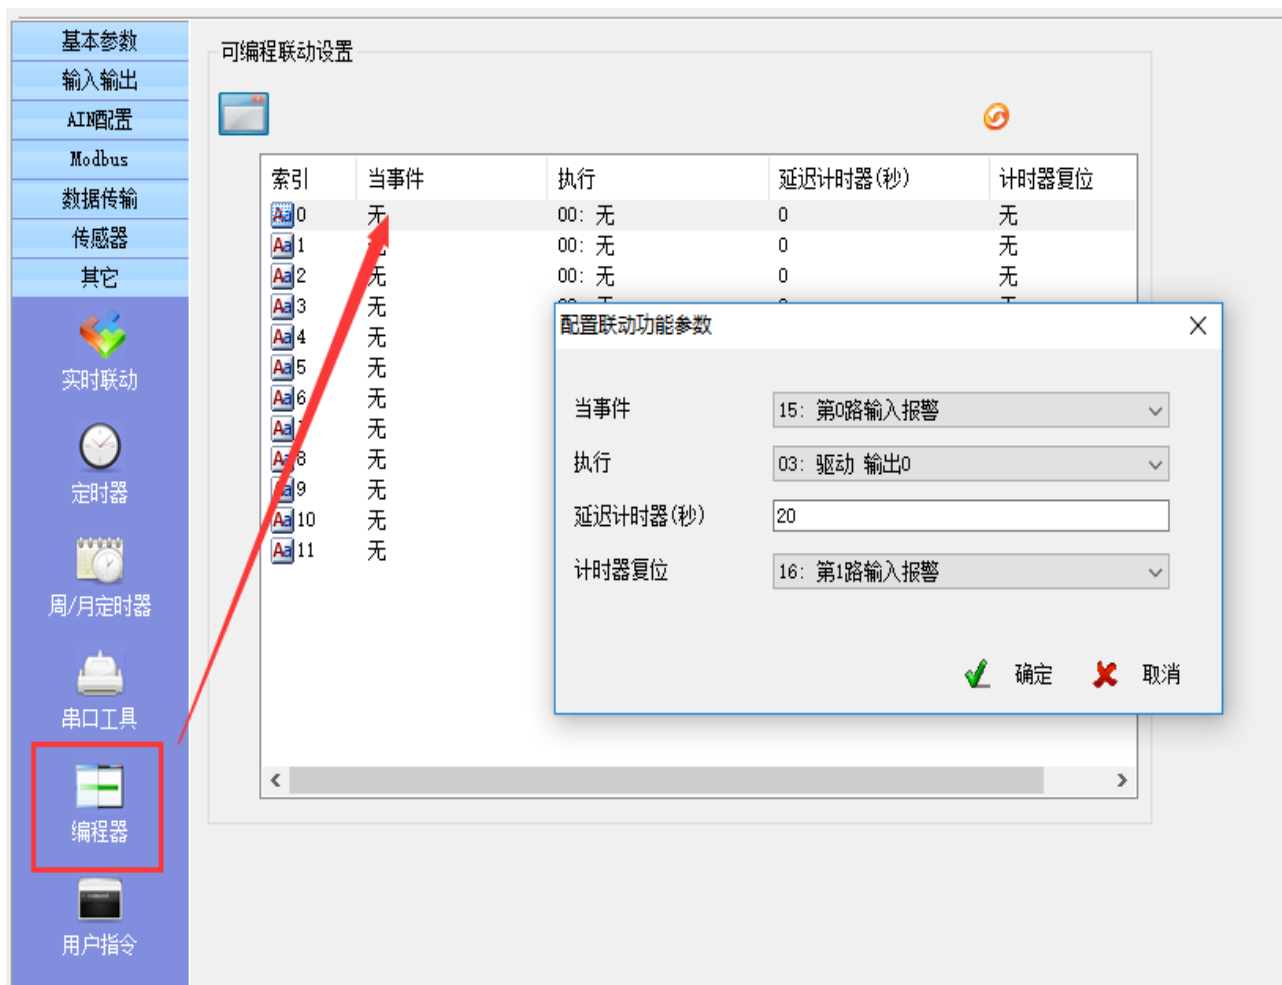 基本参数
输入输出
AIN配置
Modbus
数据传输
传感器
其它
实时联动
定时器
周/月定时器
串口工具
编程器
用户指令
可编程联动设置
索引 当事件 执行 延迟计时器(秒) 计时器复位
0 无 00: 无 0 无
1 00: 无 0 无
2 无 00: 无 0 无
3 无
4 无
5 无
6 无
无
8 无
9 无
10 无
11 无
配置联动功能参数
当事件 15: 第0路输入报警
执行 03: 驱动 输出0
延迟计时器(秒) 20
计时器复位 16: 第1路输入报警
确定 取消